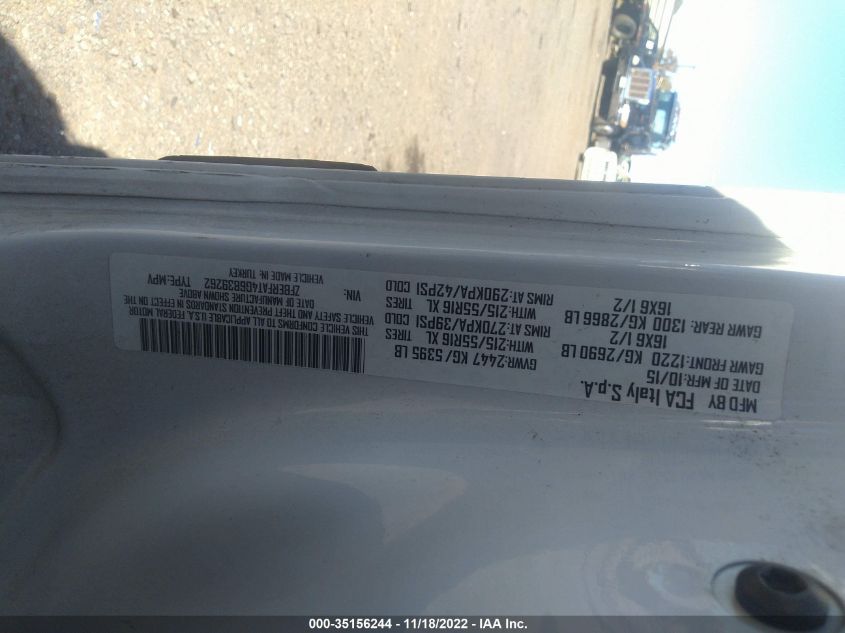 MFD BY FCA Italy S.p.A.
DATE OF MFR:10/15 GVWR:2447 KG/5395 LB
GAWR FRONT:1220 KG/2690 LB WITH:215/55R16 XL TIRES
16X6 1/2 RIMS AT:270KPA/39PSI COLD
GAWR REAR: 1300 KG/2866 LB WITH:215/55R16 XL TIRES
16X6 1/2 RIMS AT:290KPA/42PSI COLD
THIS VEHICLE CONFORMS TO ALL APPLICABLE U.S.A. FEDERAL MOTOR
VEHICLE SAFETY AND THEFT PREVENTION STANDARDS IN EFFECT ON THE
DATE OF MANUFACTURE SHOWN ABOVE
VIN: ZFBERFAT4G6B39262 TYPE:MPV
VEHICLE MADE IN: TURKEY
000-35156244 - 11/18/2022 - IAA Inc.